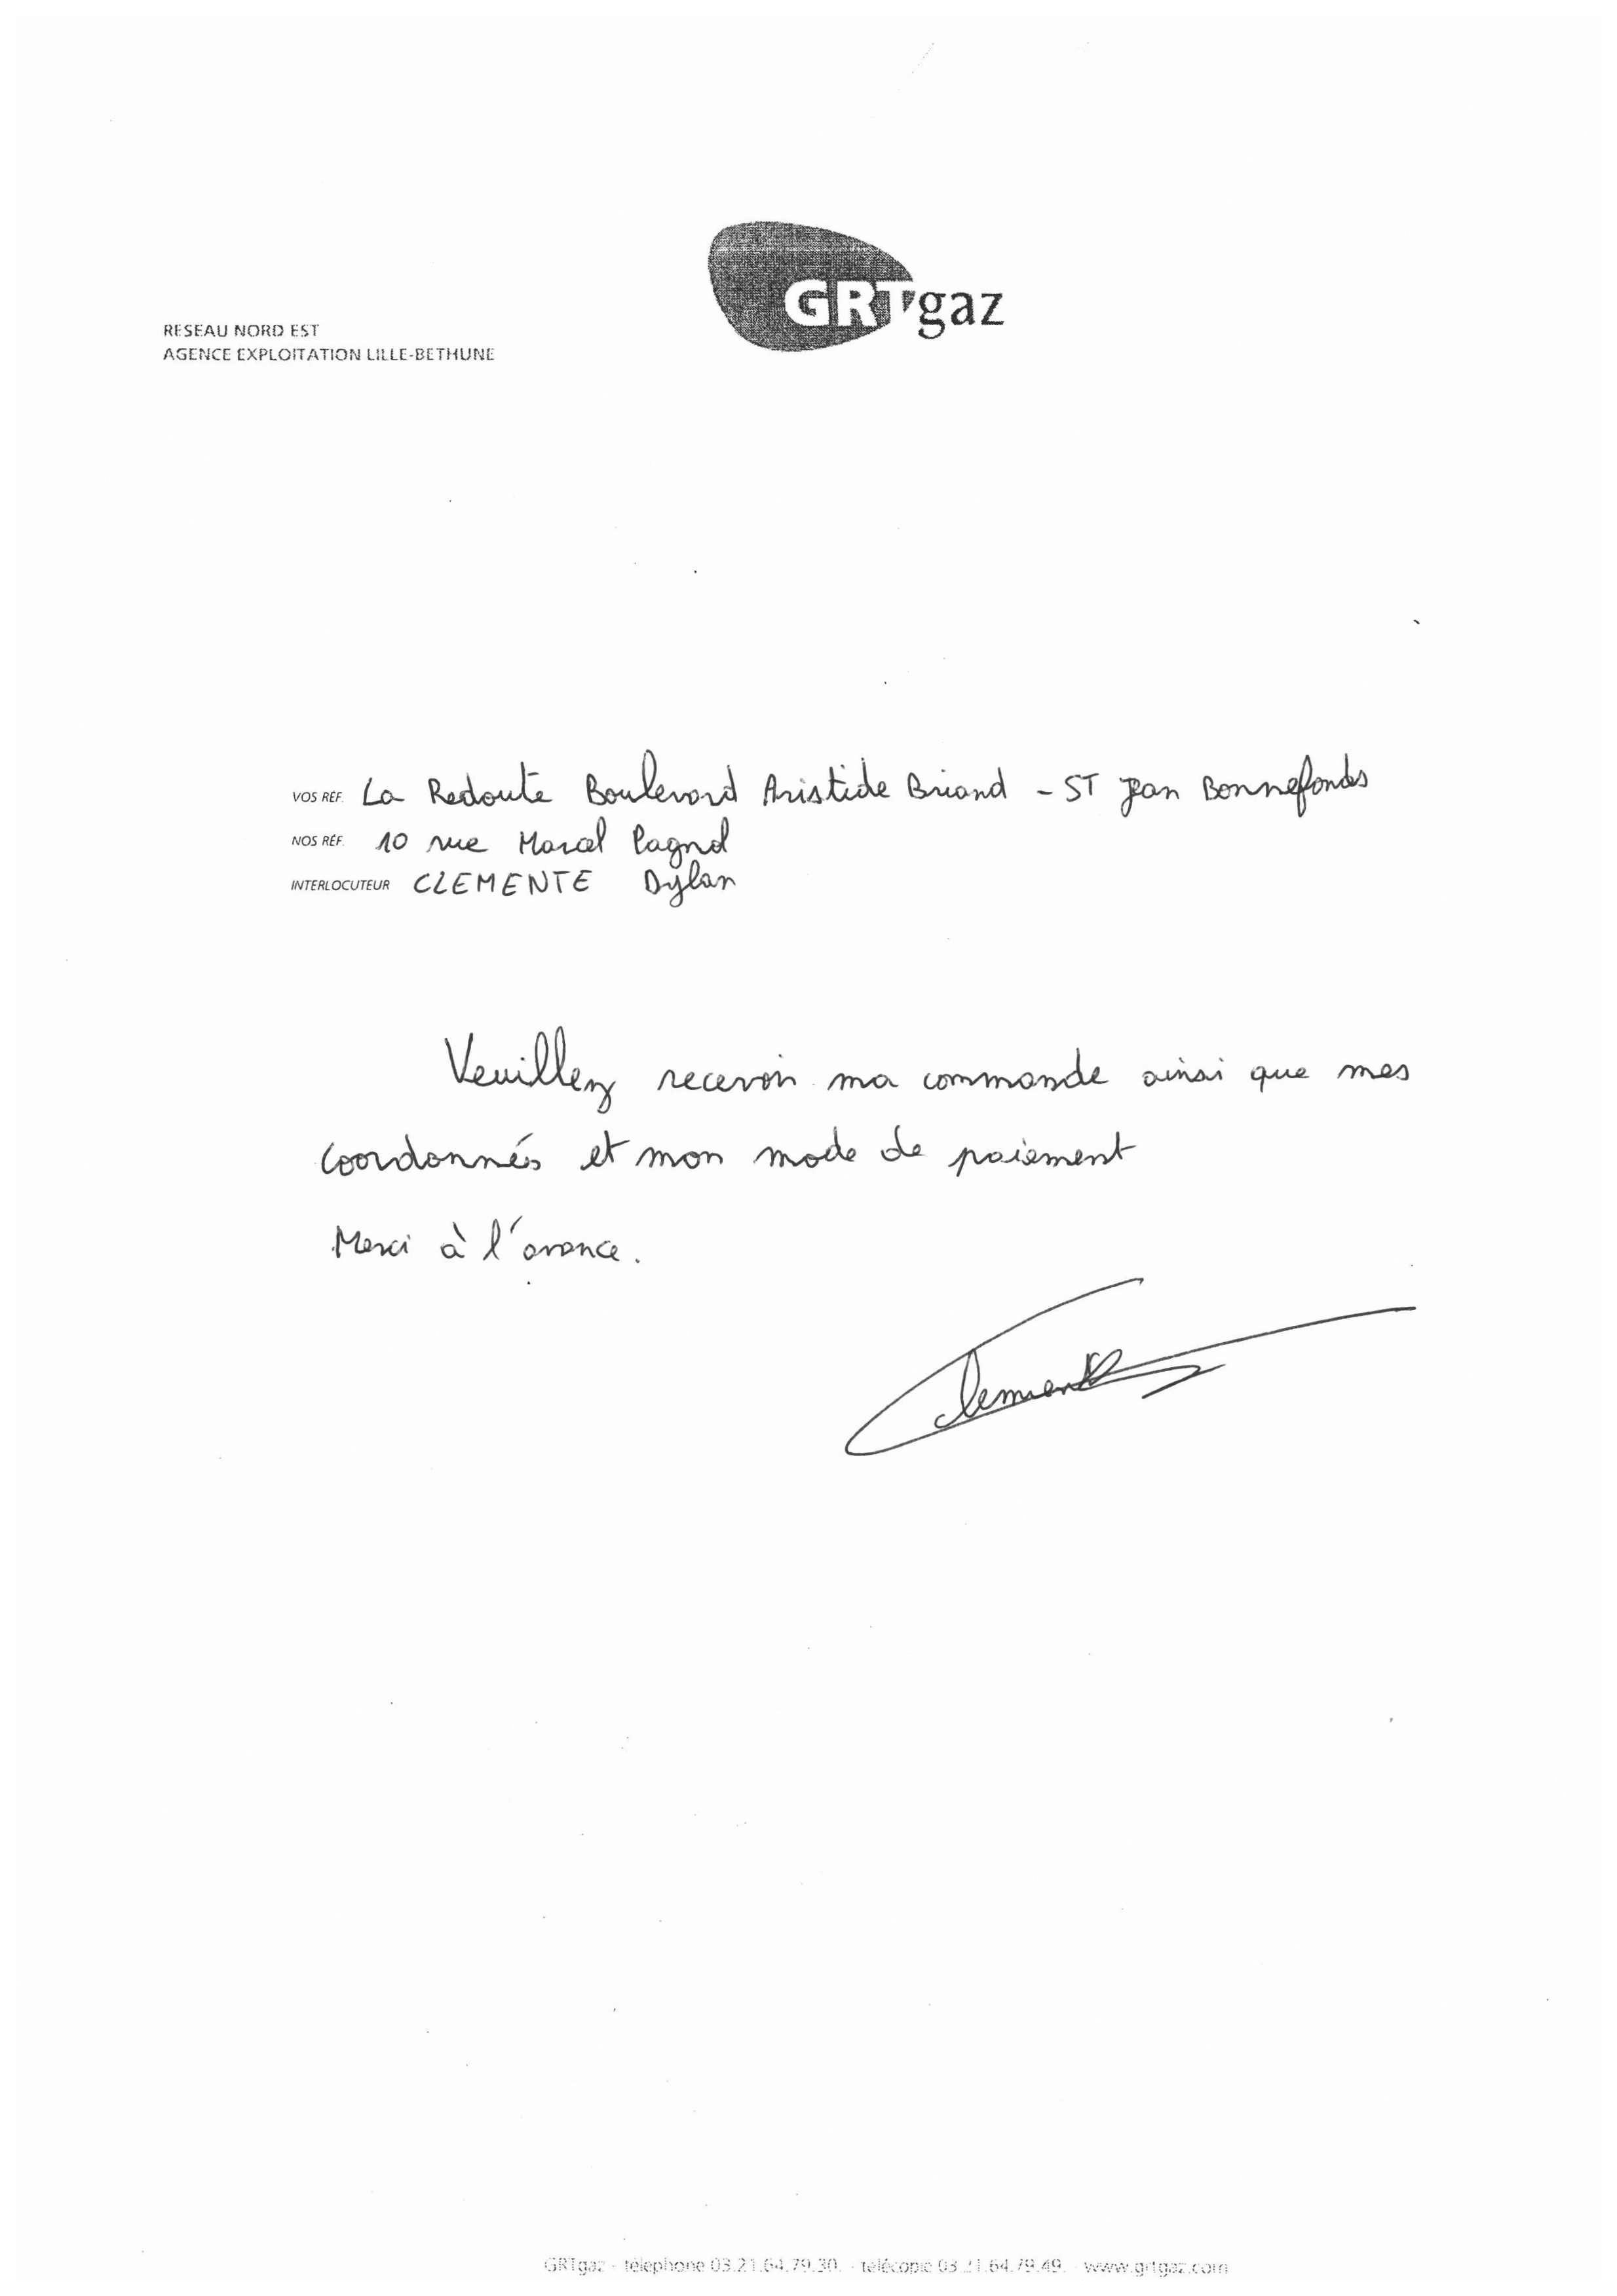 GRTgaz
RESEAU NORD EST
AGENCE EXPLOITATION LILLE-BETHUNE
VOS RÉF. La Redoute Boulevard Aristide Briand - ST Jean Bonnefonds
NOS RÉF. 10 rue Marcel Pagnol
INTERLOCUTEUR CLEMENTE Dylan
Veuillez recevoir ma commande ainsi que mes
coordonnés et mon mode de paiement
Merci à l'avance.
Clemente
GRTgaz - téléphone 03.21.64.79.30. - télécopie 03.21.64.79.49. - www.grtgaz.com